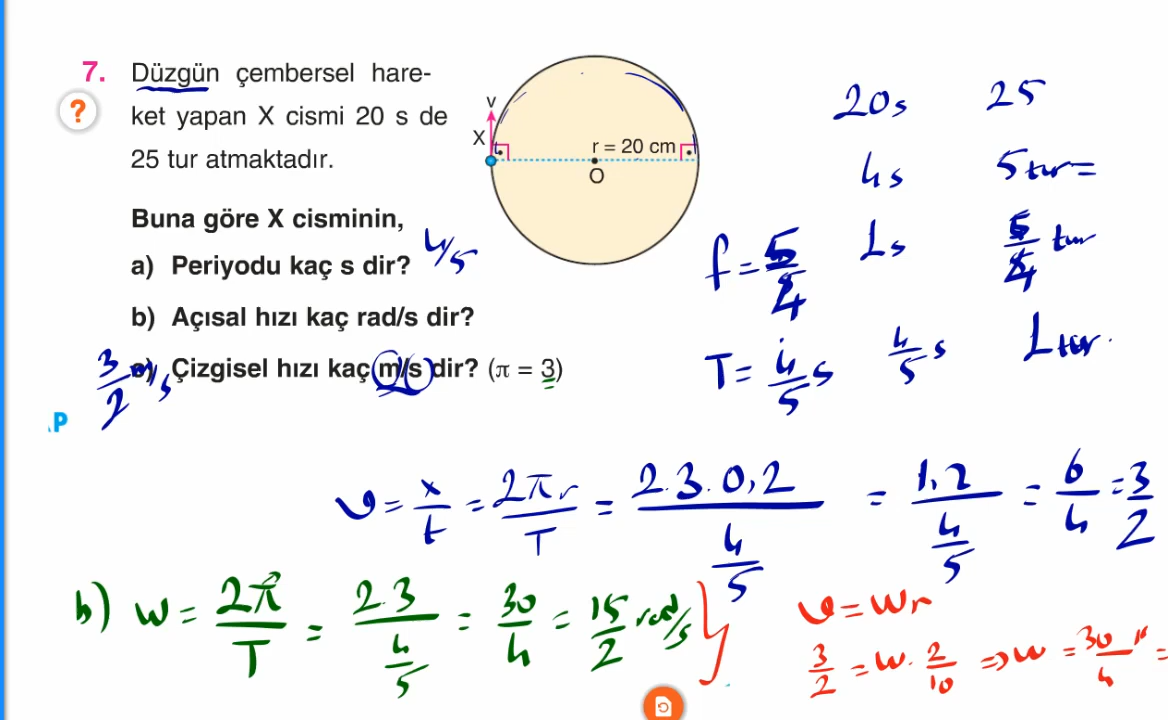 7. Düzgün çembersel hare-
ket yapan X cismi 20 s de
25 tur atmaktadır.
?
v
X
r = 20 cm
O
Buna göre X cisminin,
a) Periyodu kaç s dir? 4/5
b) Açısal hızı kaç rad/s dir?
c) Çizgisel hızı kaç m/s dir? (π = 3)
3/2 m/s
20s 25
4s 5 tur =
1s 5/4 tur
f = 5/4
T = 4/5 s 4/5 s 1 tur.
v = x/t = 2πr/T = 2.3.0,2 / (4/5) = 1,2 / (4/5) = 6/4 = 3/2
b) w = 2π/T = 2.3 / (4/5) = 30/4 = 15/2 rad/s
v = wr
3/2 = w . 2/10 ⇒ w = 30/4 =